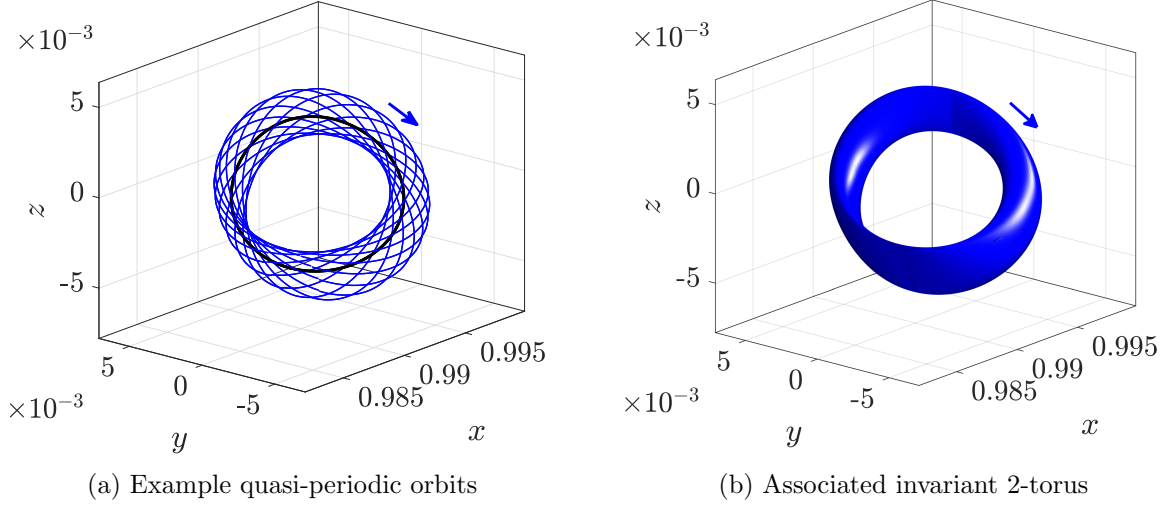 ×10⁻³
5
0
-5
z
5
0
-5
×10⁻³
y
0.985
0.99
0.995
x
(a) Example quasi-periodic orbits
×10⁻³
5
0
-5
z
5
0
-5
×10⁻³
y
0.985
0.99
0.995
x
(b) Associated invariant 2-torus